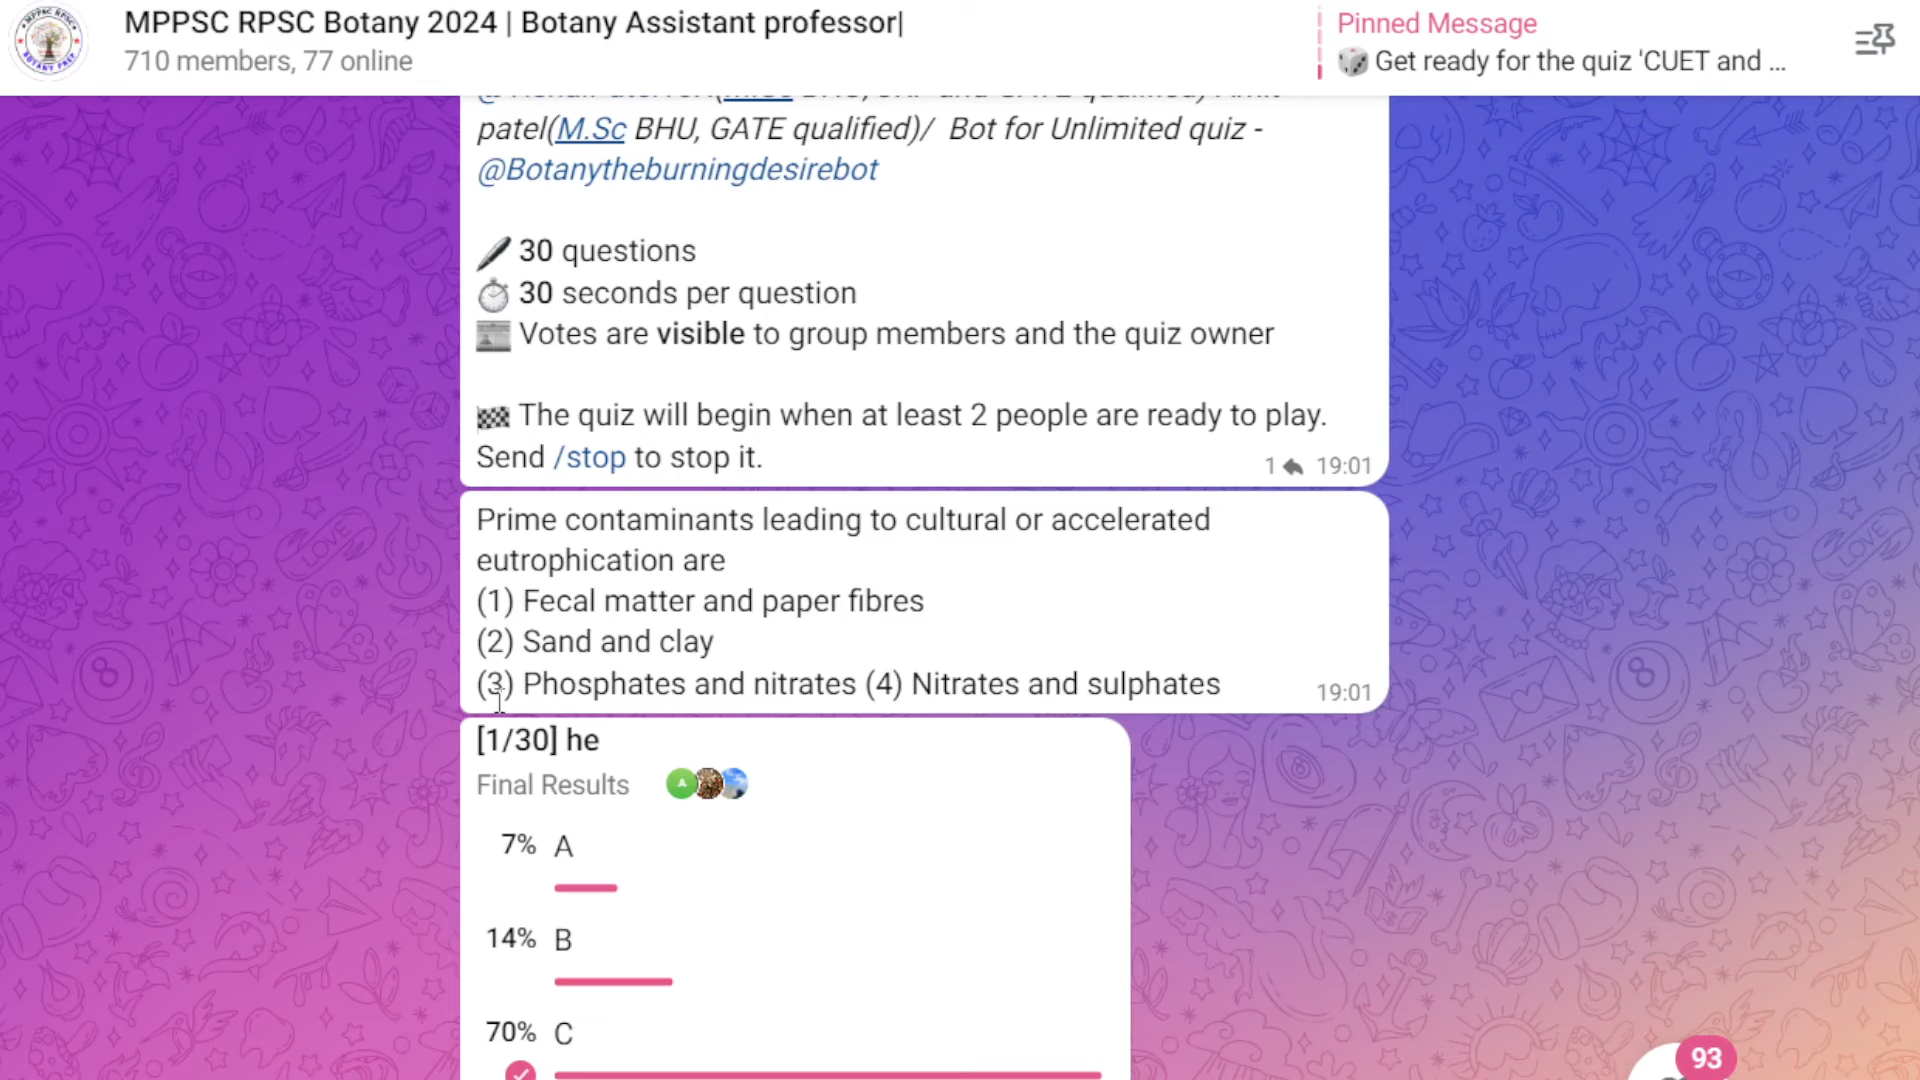 MPPSC RPSC Botany 2024 | Botany Assistant professor|
710 members, 77 online
Pinned Message
Get ready for the quiz 'CUET and ...
patel(M.Sc BHU, GATE qualified)/ Bot for Unlimited quiz -
@Botanytheburningdesirebot
30 questions
30 seconds per question
Votes are visible to group members and the quiz owner
The quiz will begin when at least 2 people are ready to play.
Send /stop to stop it.
1 19:01
Prime contaminants leading to cultural or accelerated
eutrophication are
(1) Fecal matter and paper fibres
(2) Sand and clay
(3) Phosphates and nitrates (4) Nitrates and sulphates
19:01
[1/30] he
Final Results
A
7% A
14% B
70% C
93